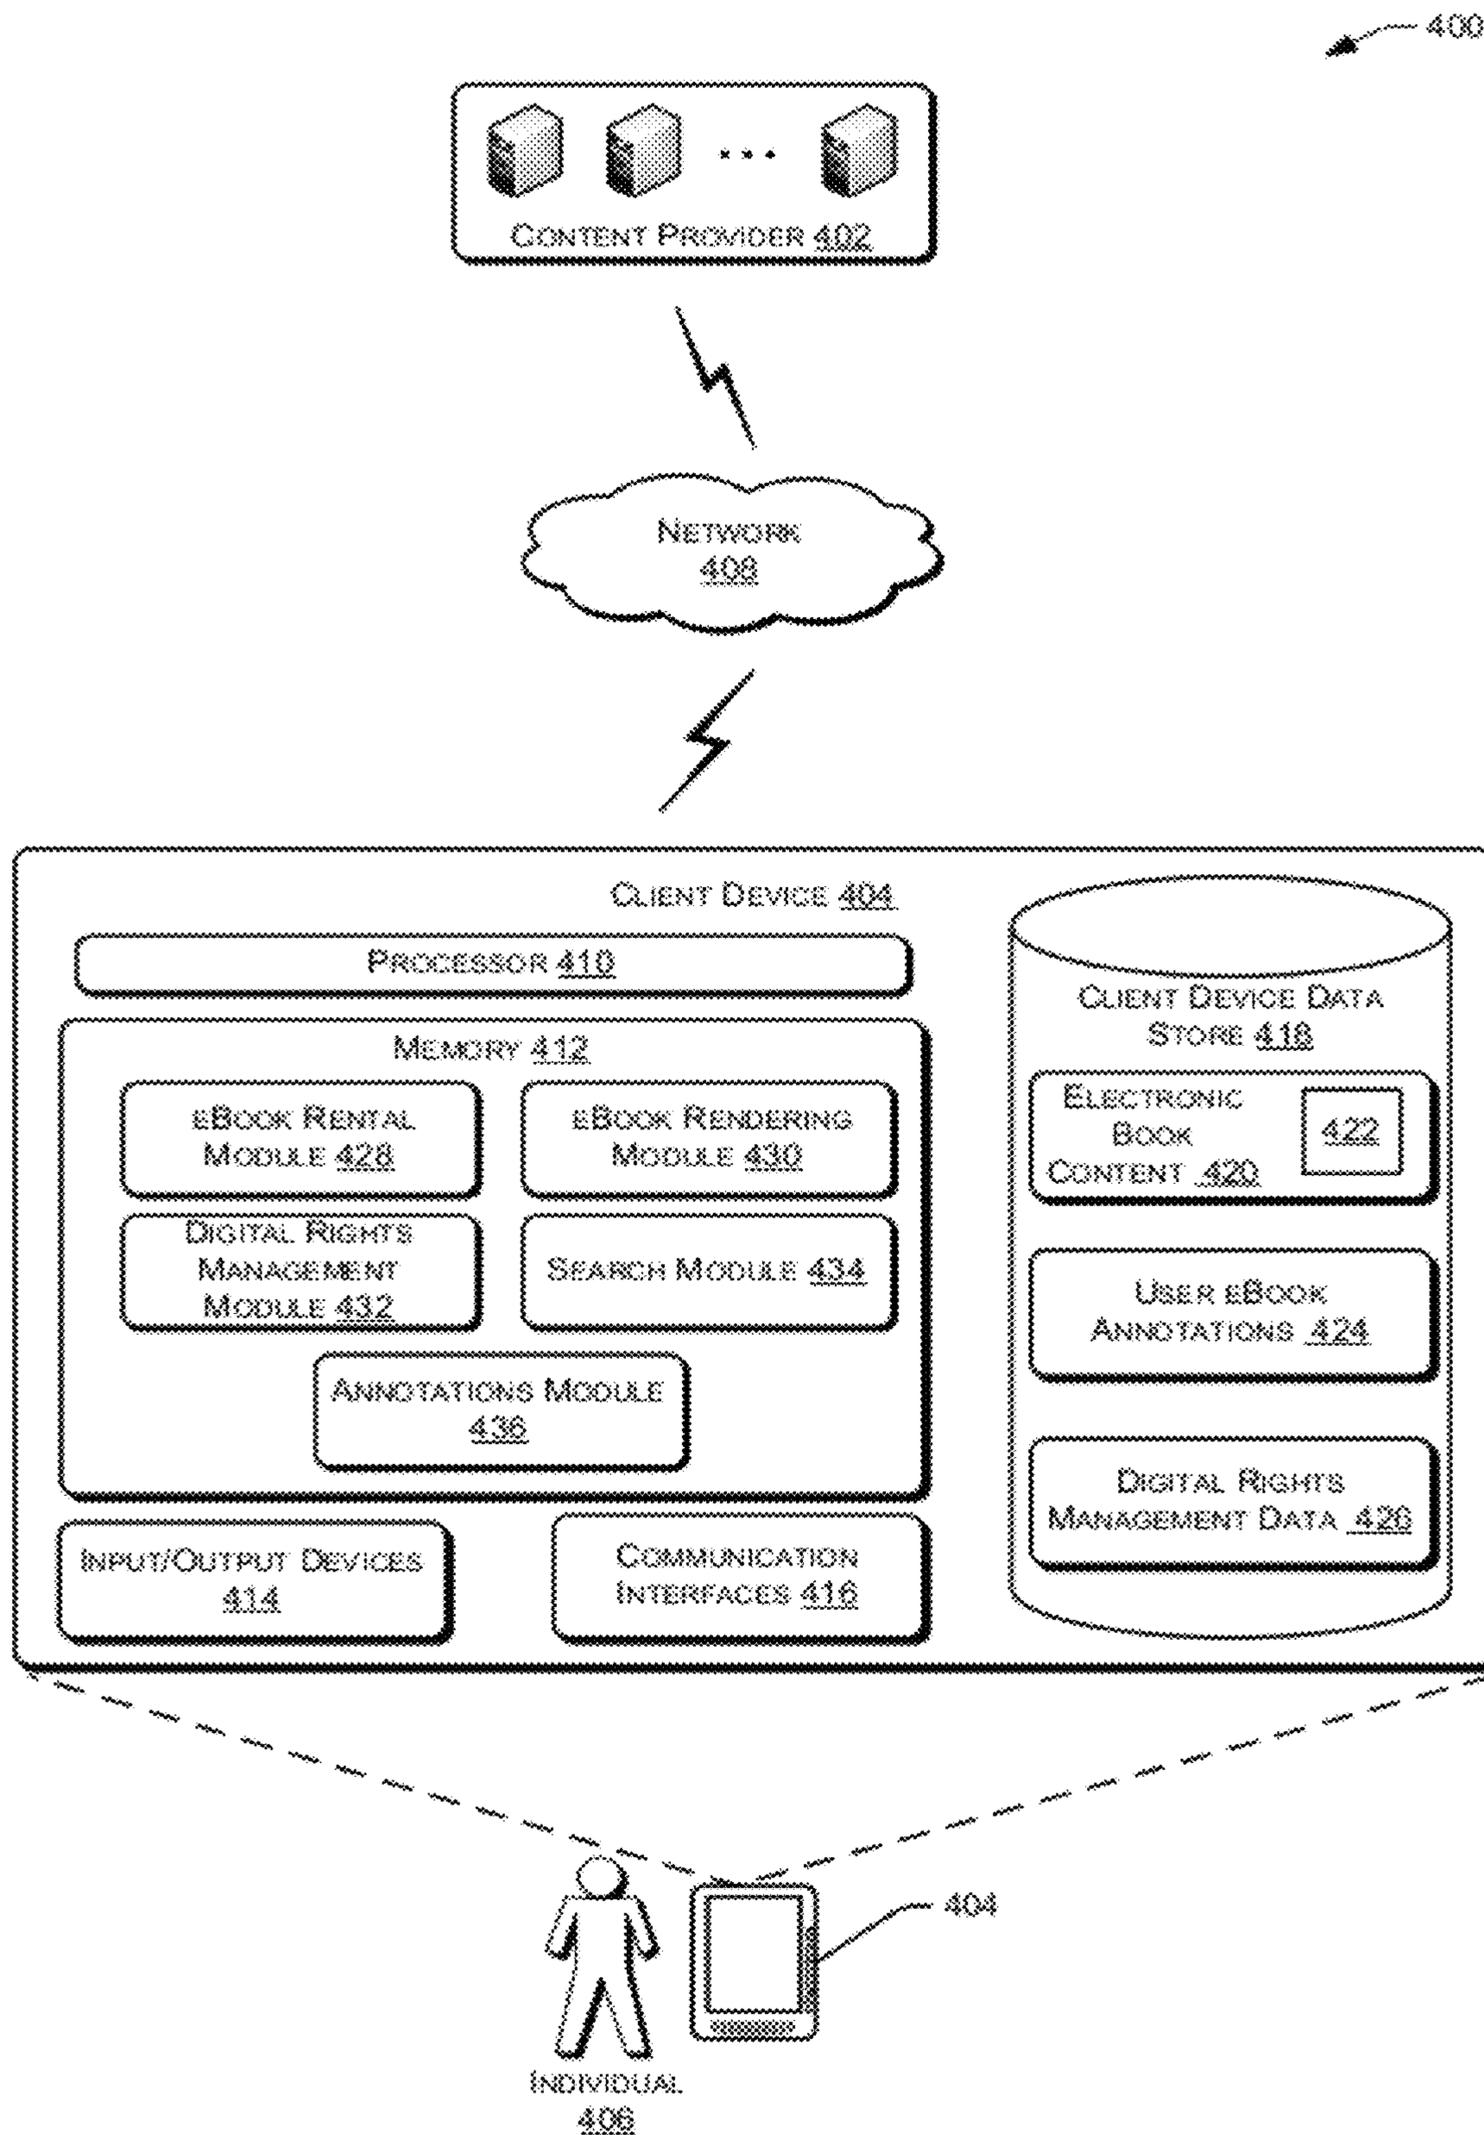 400
CONTENT PROVIDER 402
NETWORK
408
CLIENT DEVICE 404
PROCESSOR 410
MEMORY 412
EBOOK RENTAL
MODULE 428
EBOOK RENDERING
MODULE 430
DIGITAL RIGHTS
MANAGEMENT
MODULE 432
SEARCH MODULE 434
ANNOTATIONS MODULE
436
INPUT/OUTPUT DEVICES
414
COMMUNICATION
INTERFACES 416
CLIENT DEVICE DATA
STORE 418
ELECTRONIC
BOOK
CONTENT 420
422
USER EBOOK
ANNOTATIONS 424
DIGITAL RIGHTS
MANAGEMENT DATA 426
404
INDIVIDUAL
406